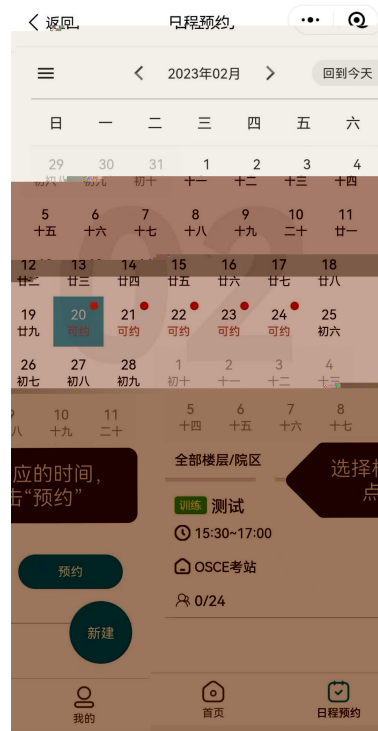 返回
日程预约
2023年02月
回到今天
日 一 二 三 四 五 六
29 30 31 1 2 3 4
初八 初九 初十 十一 十二 十三 十四
5 6 7 8 9 10 11
十五 十六 十七 十八 十九 二十 廿一
12 13 14 15 16 17 18
廿二 廿三 廿四 廿五 廿六 廿七 廿八
19 20 21 22 23 24 25
廿九 可约 可约 可约 可约 可约 初六
26 27 28 1 2 3 4
初七 初八 初九 初十 十一 十二 十三
10 11 5 6 7 8
十九 二十 十四 十五 十六 十七
应的时间，
击“预约”
全部楼层/院区
选择
点
训练 测试
15:30~17:00
预约
OSCE考站
新建
0/24
我的
首页
日程预约
02